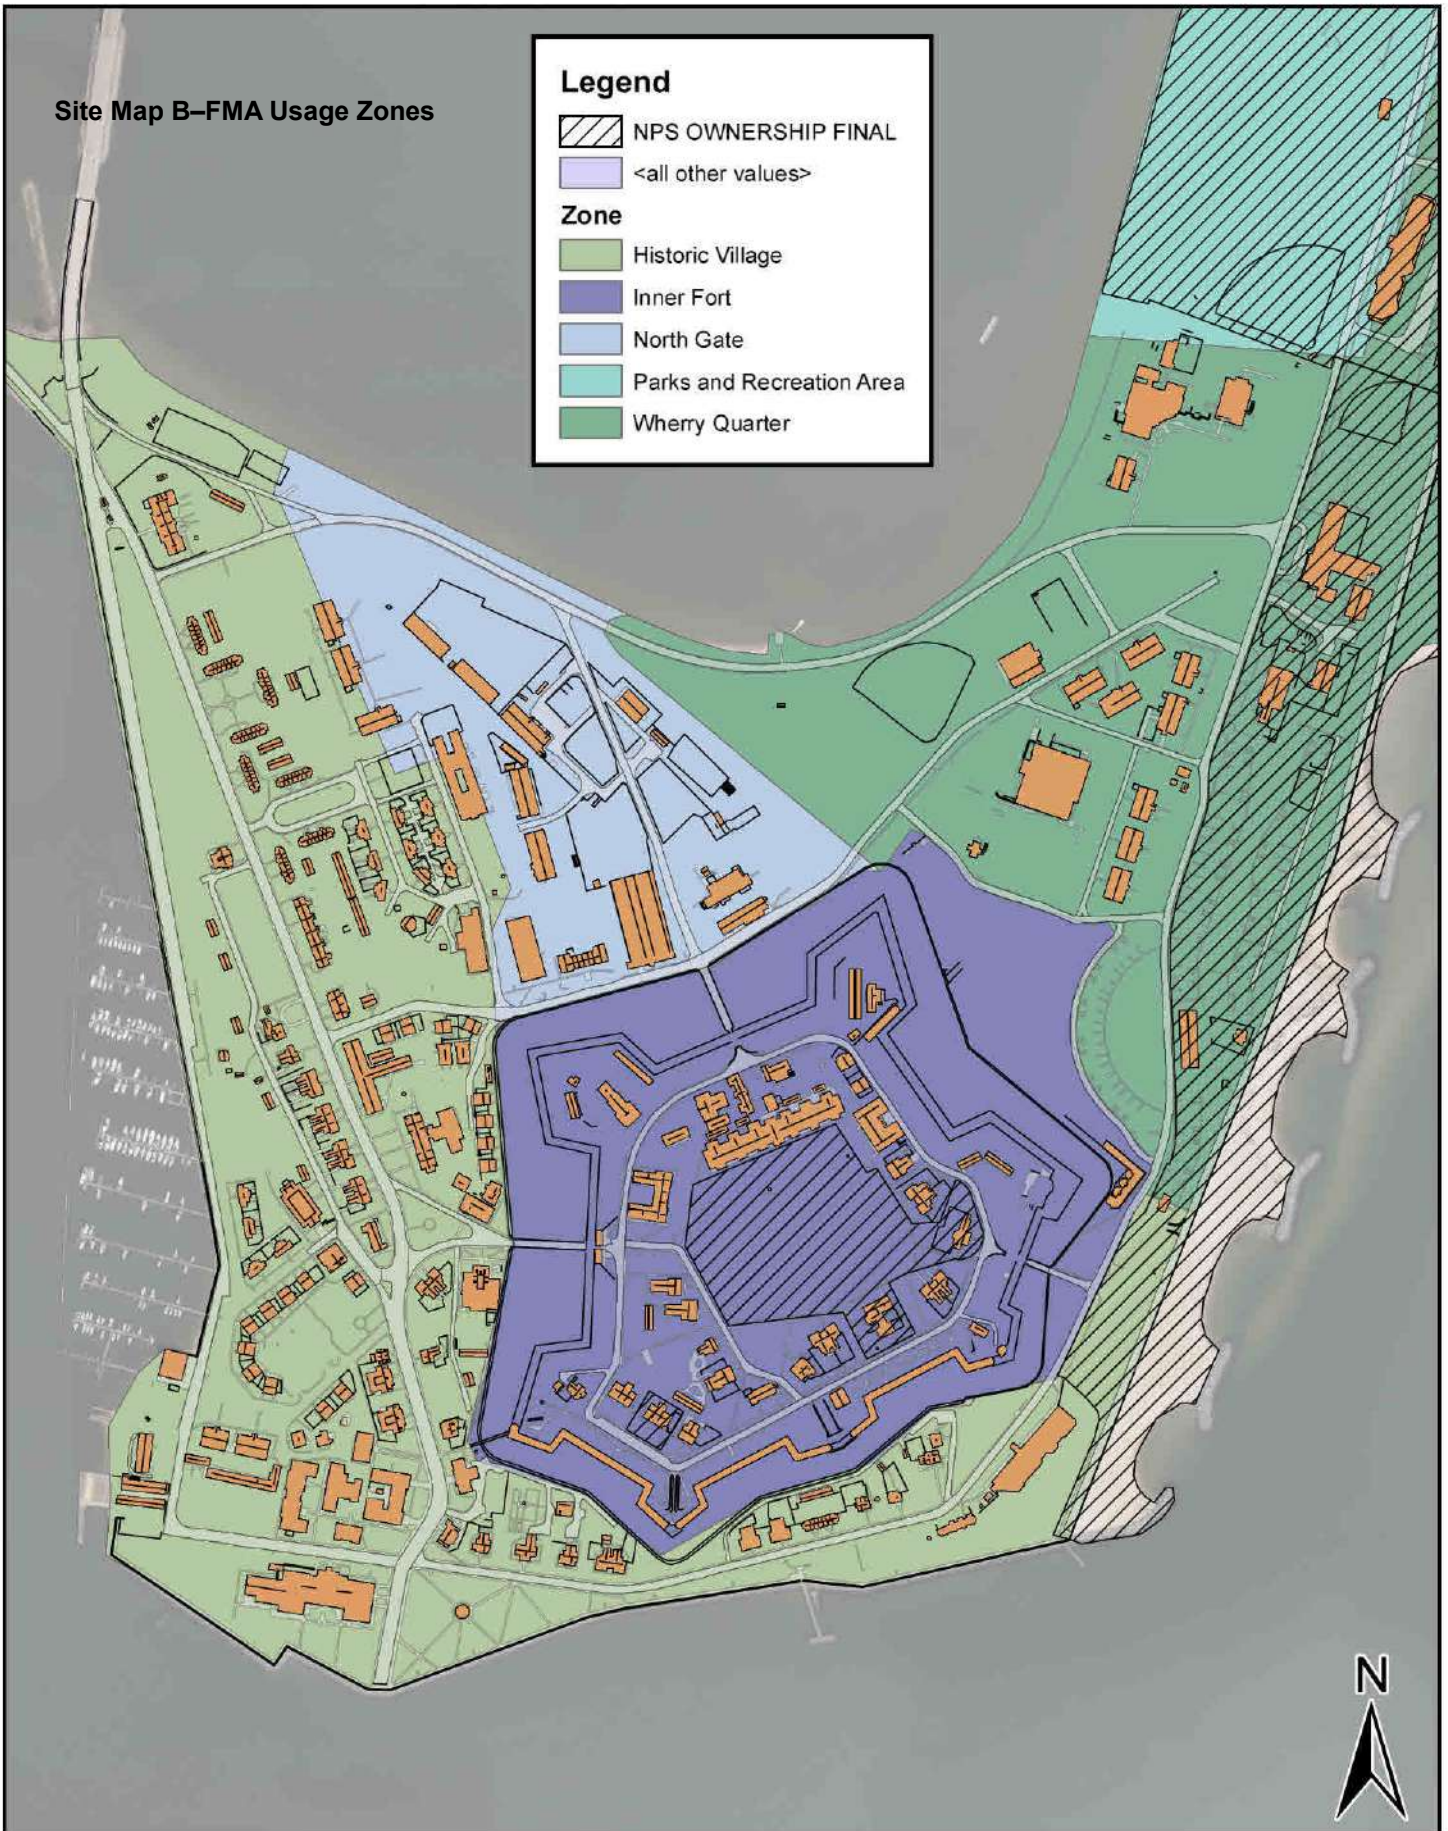 Site Map B–FMA Usage Zones
Legend
NPS OWNERSHIP FINAL
<all other values>
Zone
Historic Village
Inner Fort
North Gate
Parks and Recreation Area
Wherry Quarter
N